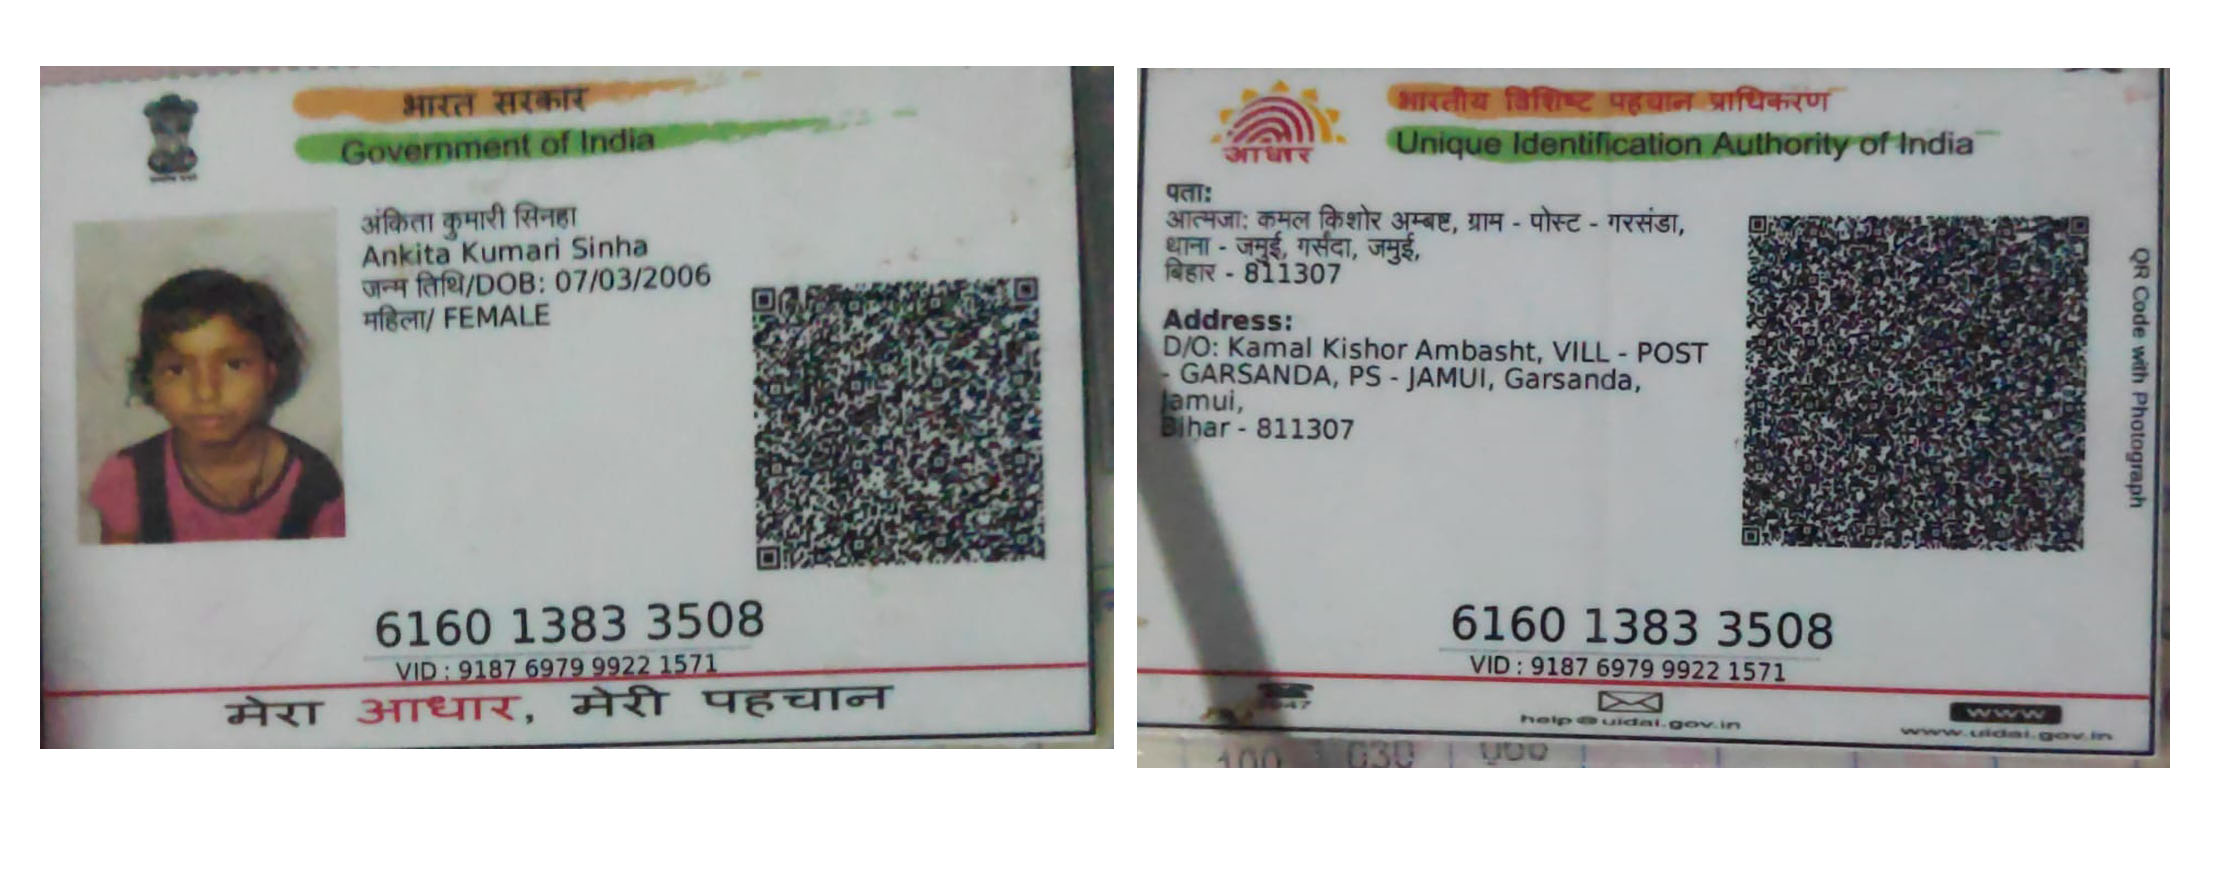 भारत सरकार
Government of India
अंकिता कुमारी सिनहा
Ankita Kumari Sinha
जन्म तिथि/DOB: 07/03/2006
महिला/ FEMALE
6160 1383 3508
VID : 9187 6979 9922 1571
मेरा आधार, मेरी पहचान
भारतीय विशिष्ट पहचान प्राधिकरण
Unique Identification Authority of India
आधार
पता:
आत्मजा: कमल किशोर अम्बष्ट, ग्राम - पोस्ट - गरसंडा,
थाना - जमुई, गर्संदा, जमुई,
बिहार - 811307
Address:
D/O: Kamal Kishor Ambasht, VILL - POST
- GARSANDA, PS - JAMUI, Garsanda,
Jamui,
Bihar - 811307
QR Code with Photograph
6160 1383 3508
VID : 9187 6979 9922 1571
help@uidai.gov.in
www
www.uidai.gov.in